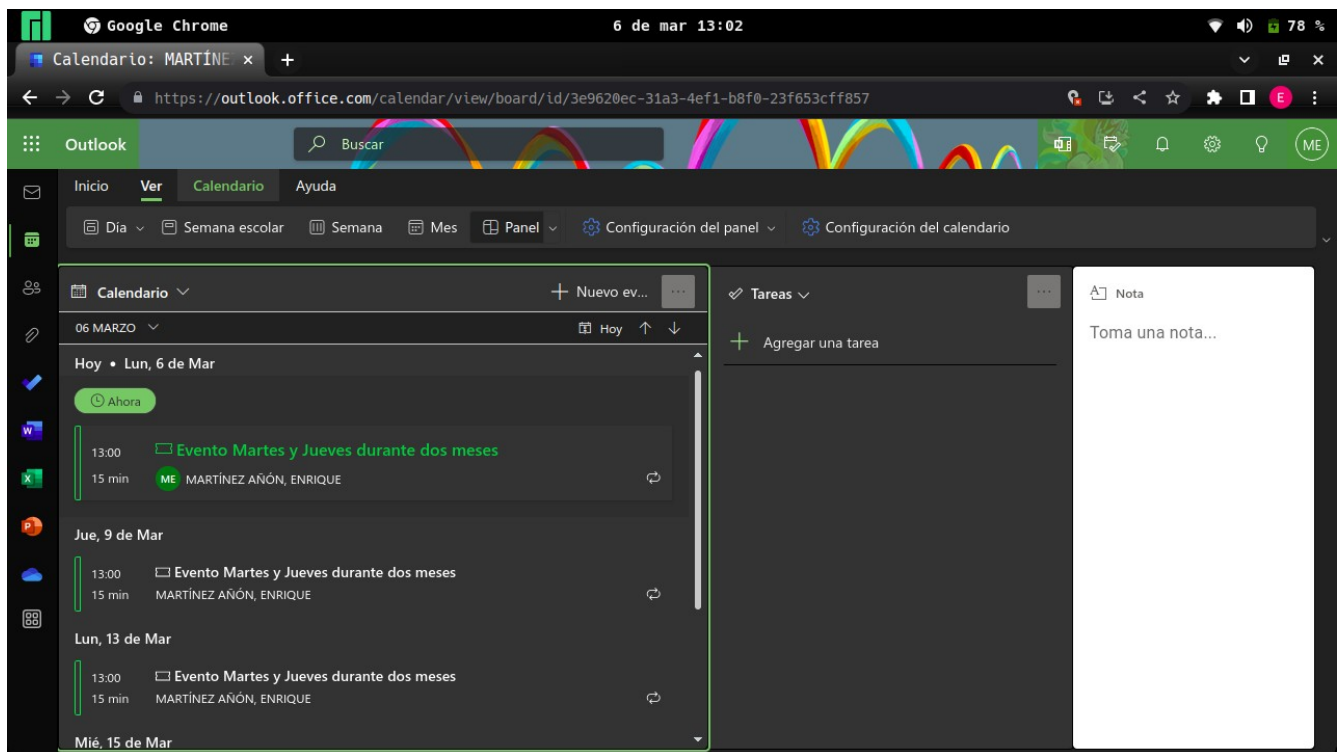 Google Chrome
6 de mar 13:02
78 %
Calendario: MARTÍNE
https://outlook.office.com/calendar/view/board/id/3e9620ec-31a3-4ef1-b8f0-23f653cff857
E
Outlook
Buscar
ME
Inicio Ver Calendario Ayuda
Día Semana escolar Semana Mes Panel Configuración del panel Configuración del calendario
Calendario
Nuevo ev... ...
06 MARZO
Hoy
Hoy • Lun, 6 de Mar
Ahora
13:00 Evento Martes y Jueves durante dos meses
15 min ME MARTÍNEZ AÑÓN, ENRIQUE
Jue, 9 de Mar
13:00 Evento Martes y Jueves durante dos meses
15 min MARTÍNEZ AÑÓN, ENRIQUE
Lun, 13 de Mar
13:00 Evento Martes y Jueves durante dos meses
15 min MARTÍNEZ AÑÓN, ENRIQUE
Mié, 15 de Mar
Tareas ...
Agregar una tarea
Nota
Toma una nota...
W
X
P